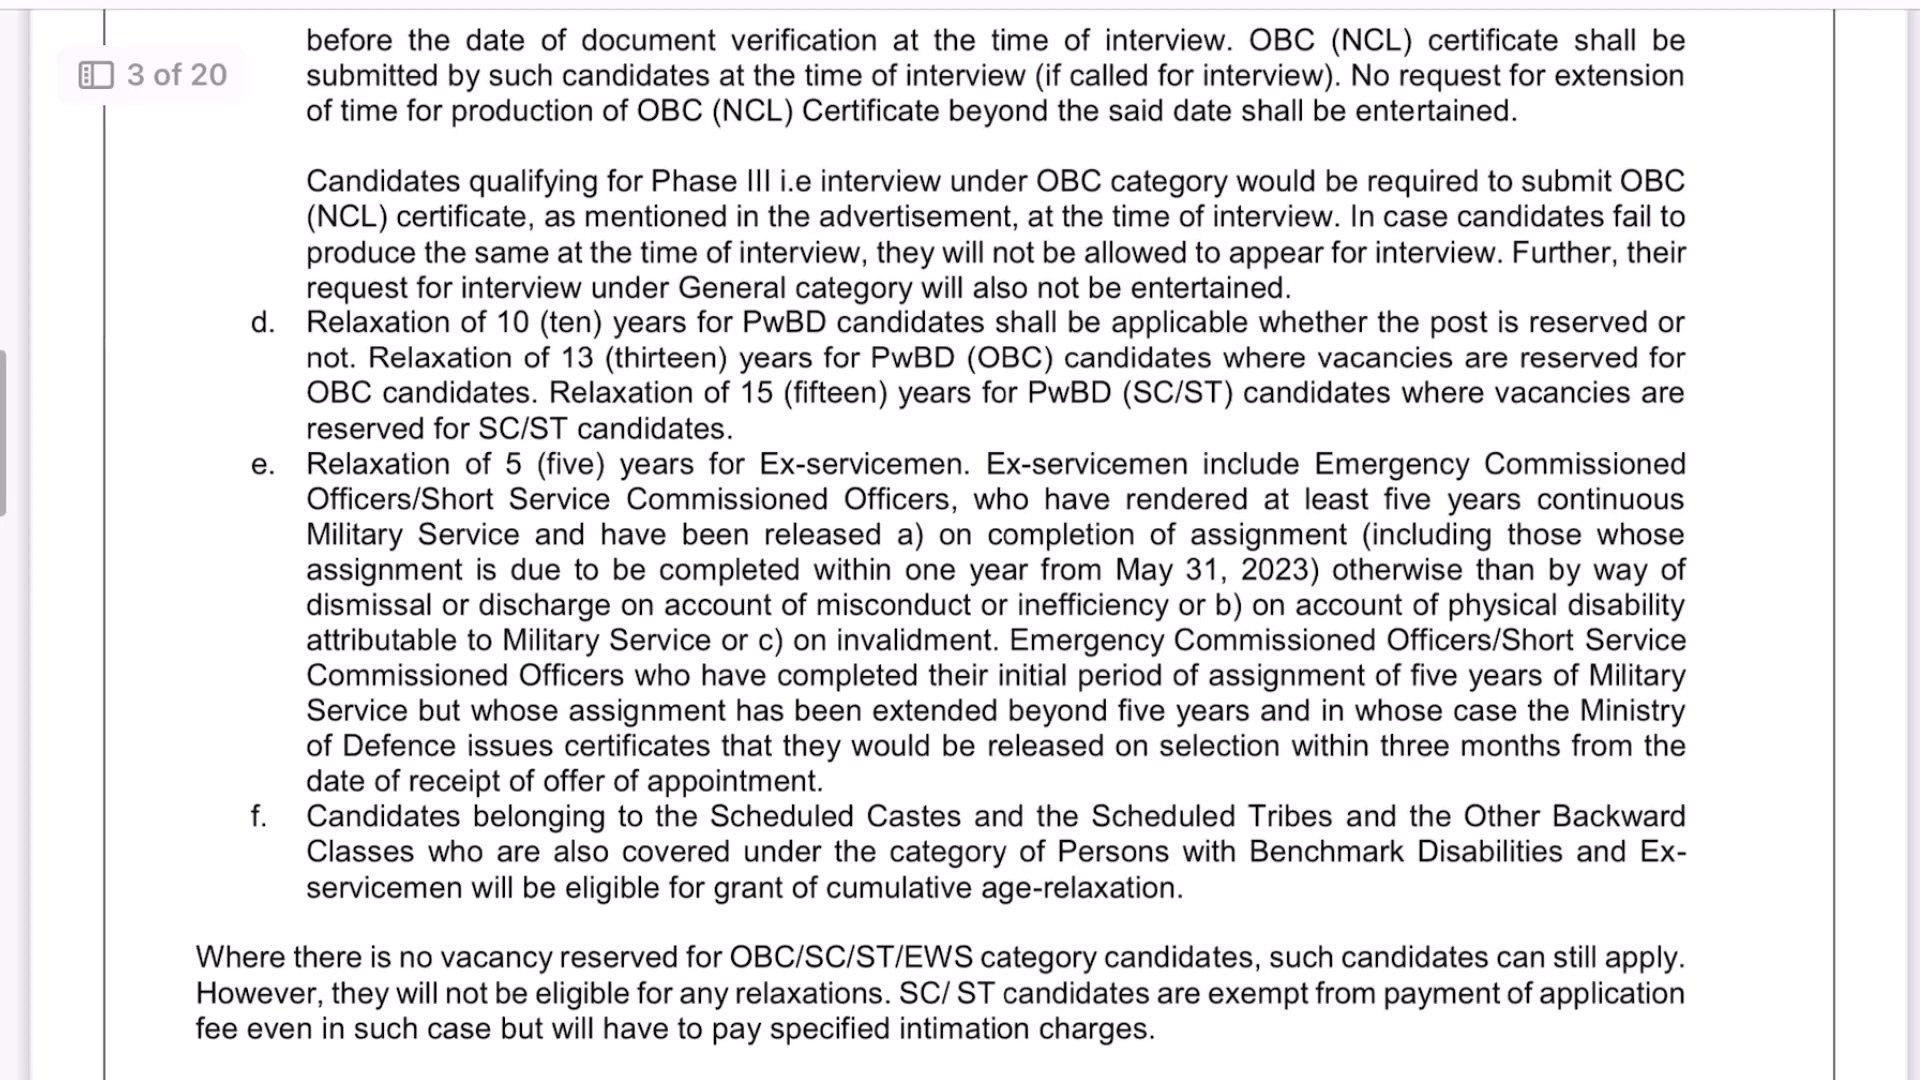 before the date of document verification at the time of interview. OBC (NCL) certificate shall be
3 of 20
submitted by such candidates at the time of interview (if called for interview). No request for extension
of time for production of OBC (NCL) Certificate beyond the said date shall be entertained.
Candidates qualifying for Phase III i.e interview under OBC category would be required to submit OBC
(NCL) certificate, as mentioned in the advertisement, at the time of interview. In case candidates fail to
produce the same at the time of interview, they will not be allowed to appear for interview. Further, their
request for interview under General category will also not be entertained.
d. Relaxation of 10 (ten) years for PwBD candidates shall be applicable whether the post is reserved or
not. Relaxation of 13 (thirteen) years for PwBD (OBC) candidates where vacancies are reserved for
OBC candidates. Relaxation of 15 (fifteen) years for PwBD (SC/ST) candidates where vacancies are
reserved for SC/ST candidates.
e. Relaxation of 5 (five) years for Ex-servicemen. Ex-servicemen include Emergency Commissioned
Officers/Short Service Commissioned Officers, who have rendered at least five years continuous
Military Service and have been released a) on completion of assignment (including those whose
assignment is due to be completed within one year from May 31, 2023) otherwise than by way of
dismissal or discharge on account of misconduct or inefficiency or b) on account of physical disability
attributable to Military Service or c) on invalidment. Emergency Commissioned Officers/Short Service
Commissioned Officers who have completed their initial period of assignment of five years of Military
Service but whose assignment has been extended beyond five years and in whose case the Ministry
of Defence issues certificates that they would be released on selection within three months from the
date of receipt of offer of appointment.
f. Candidates belonging to the Scheduled Castes and the Scheduled Tribes and the Other Backward
Classes who are also covered under the category of Persons with Benchmark Disabilities and Ex-
servicemen will be eligible for grant of cumulative age-relaxation.
Where there is no vacancy reserved for OBC/SC/ST/EWS category candidates, such candidates can still apply.
However, they will not be eligible for any relaxations. SC/ ST candidates are exempt from payment of application
fee even in such case but will have to pay specified intimation charges.